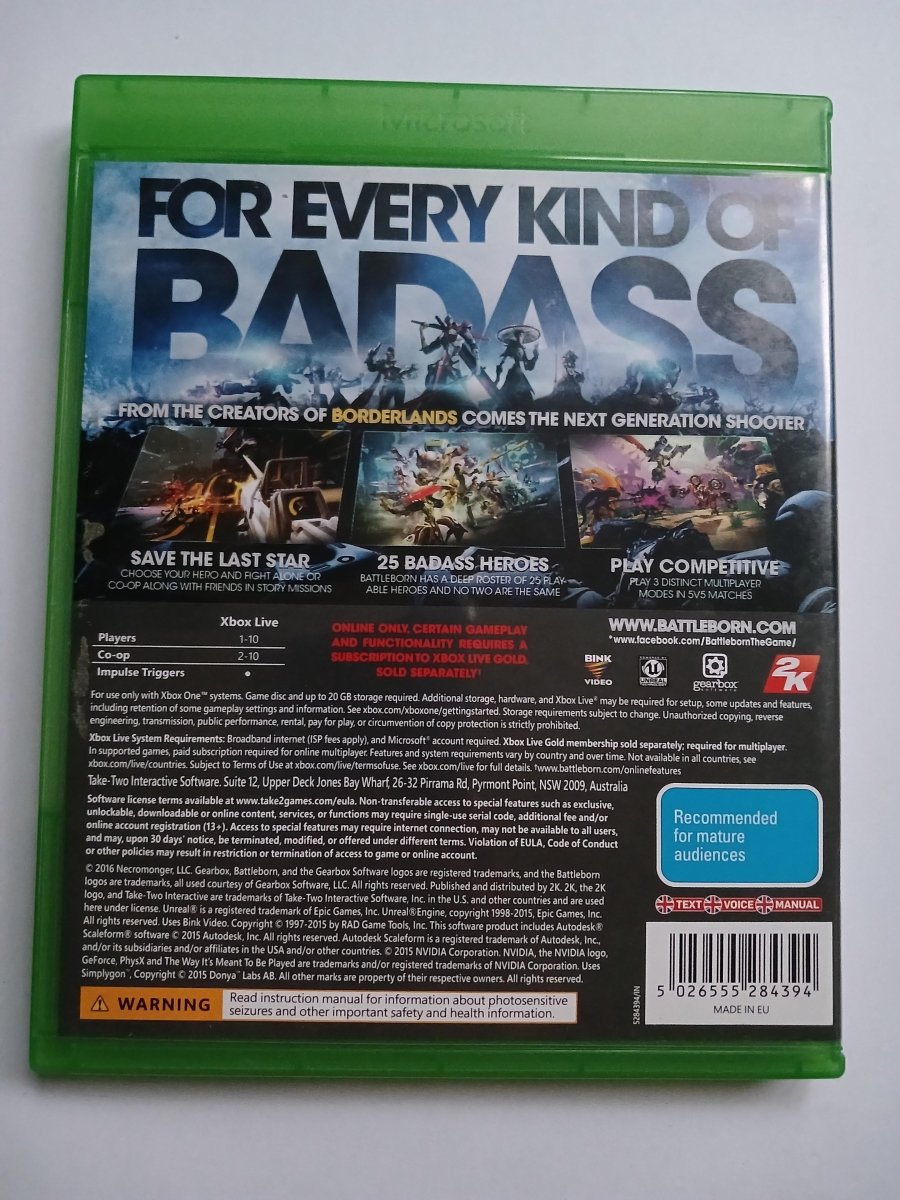 Microsoft
FOR EVERY KIND OF
BADASS
FROM THE CREATORS OF BORDERLANDS COMES THE NEXT GENERATION SHOOTER
SAVE THE LAST STAR
CHOOSE YOUR HERO AND FIGHT ALONE OR
CO-OP ALONG WITH FRIENDS IN STORY MISSIONS
25 BADASS HEROES
BATTLEBORN HAS A DEEP ROSTER OF 25 PLAY-
ABLE HEROES AND NO TWO ARE THE SAME
PLAY COMPETITIVE
PLAY 3 DISTINCT MULTIPLAYER
MODES IN 5V5 MATCHES
Xbox Live
Players 1-10
Co-op 2-10
Impulse Triggers •
ONLINE ONLY. CERTAIN GAMEPLAY
AND FUNCTIONALITY REQUIRES A
SUBSCRIPTION TO XBOX LIVE GOLD,
SOLD SEPARATELY†
WWW.BATTLEBORN.COM
*www.facebook.com/BattlebornTheGame/
BINK
VIDEO
UNREAL
gearbox
software
2K
For use only with Xbox One™ systems. Game disc and up to 20 GB storage required. Additional storage, hardware, and Xbox Live® may be required for setup, some updates and features,
including retention of some gameplay settings and information. See xbox.com/xboxone/gettingstarted. Storage requirements subject to change. Unauthorized copying, reverse
engineering, transmission, public performance, rental, pay for play, or circumvention of copy protection is strictly prohibited.
Xbox Live System Requirements: Broadband internet (ISP fees apply), and Microsoft® account required. Xbox Live Gold membership sold separately; required for multiplayer.
In supported games, paid subscription required for online multiplayer. Features and system requirements vary by country and over time. Not available in all countries, see
xbox.com/live/countries. Subject to Terms of Use at xbox.com/live/termsofuse. See xbox.com/live for full details. †www.battleborn.com/onlinefeatures
Take-Two Interactive Software. Suite 12, Upper Deck Jones Bay Wharf, 26-32 Pirrama Rd, Pyrmont Point, NSW 2009, Australia
Software license terms available at www.take2games.com/eula. Non-transferable access to special features such as exclusive,
unlockable, downloadable or online content, services, or functions may require single-use serial code, additional fee and/or
online account registration (13+). Access to special features may require internet connection, may not be available to all users,
and may, upon 30 days' notice, be terminated, modified, or offered under different terms. Violation of EULA, Code of Conduct
or other policies may result in restriction or termination of access to game or online account.
© 2016 Necromonger, LLC. Gearbox, Battleborn, and the Gearbox Software logos are registered trademarks, and the Battleborn
logos are trademarks, all used courtesy of Gearbox Software, LLC. All rights reserved. Published and distributed by 2K. 2K, the 2K
logo, and Take-Two Interactive are trademarks of Take-Two Interactive Software, Inc. in the U.S. and other countries and are used
here under license. Unreal® is a registered trademark of Epic Games, Inc. Unreal®Engine, copyright 1998-2015, Epic Games, Inc.
All rights reserved. Uses Bink Video. Copyright © 1997-2015 by RAD Game Tools, Inc. This software product includes Autodesk®
Scaleform® software © 2015 Autodesk, Inc. All rights reserved. Autodesk Scaleform is a registered trademark of Autodesk, Inc.,
and/or its subsidiaries and/or affiliates in the USA and/or other countries. © 2015 NVIDIA Corporation. NVIDIA, the NVIDIA logo,
GeForce, PhysX and The Way It's Meant To Be Played are trademarks and/or registered trademarks of NVIDIA Corporation. Uses
Simplygon™, Copyright © 2015 Donya™ Labs AB. All other marks are property of their respective owners. All rights reserved.
Recommended
for mature
audiences
TEXT VOICE MANUAL
WARNING
Read instruction manual for information about photosensitive
seizures and other important safety and health information.
5284394/IN
5 026555 284394
MADE IN EU